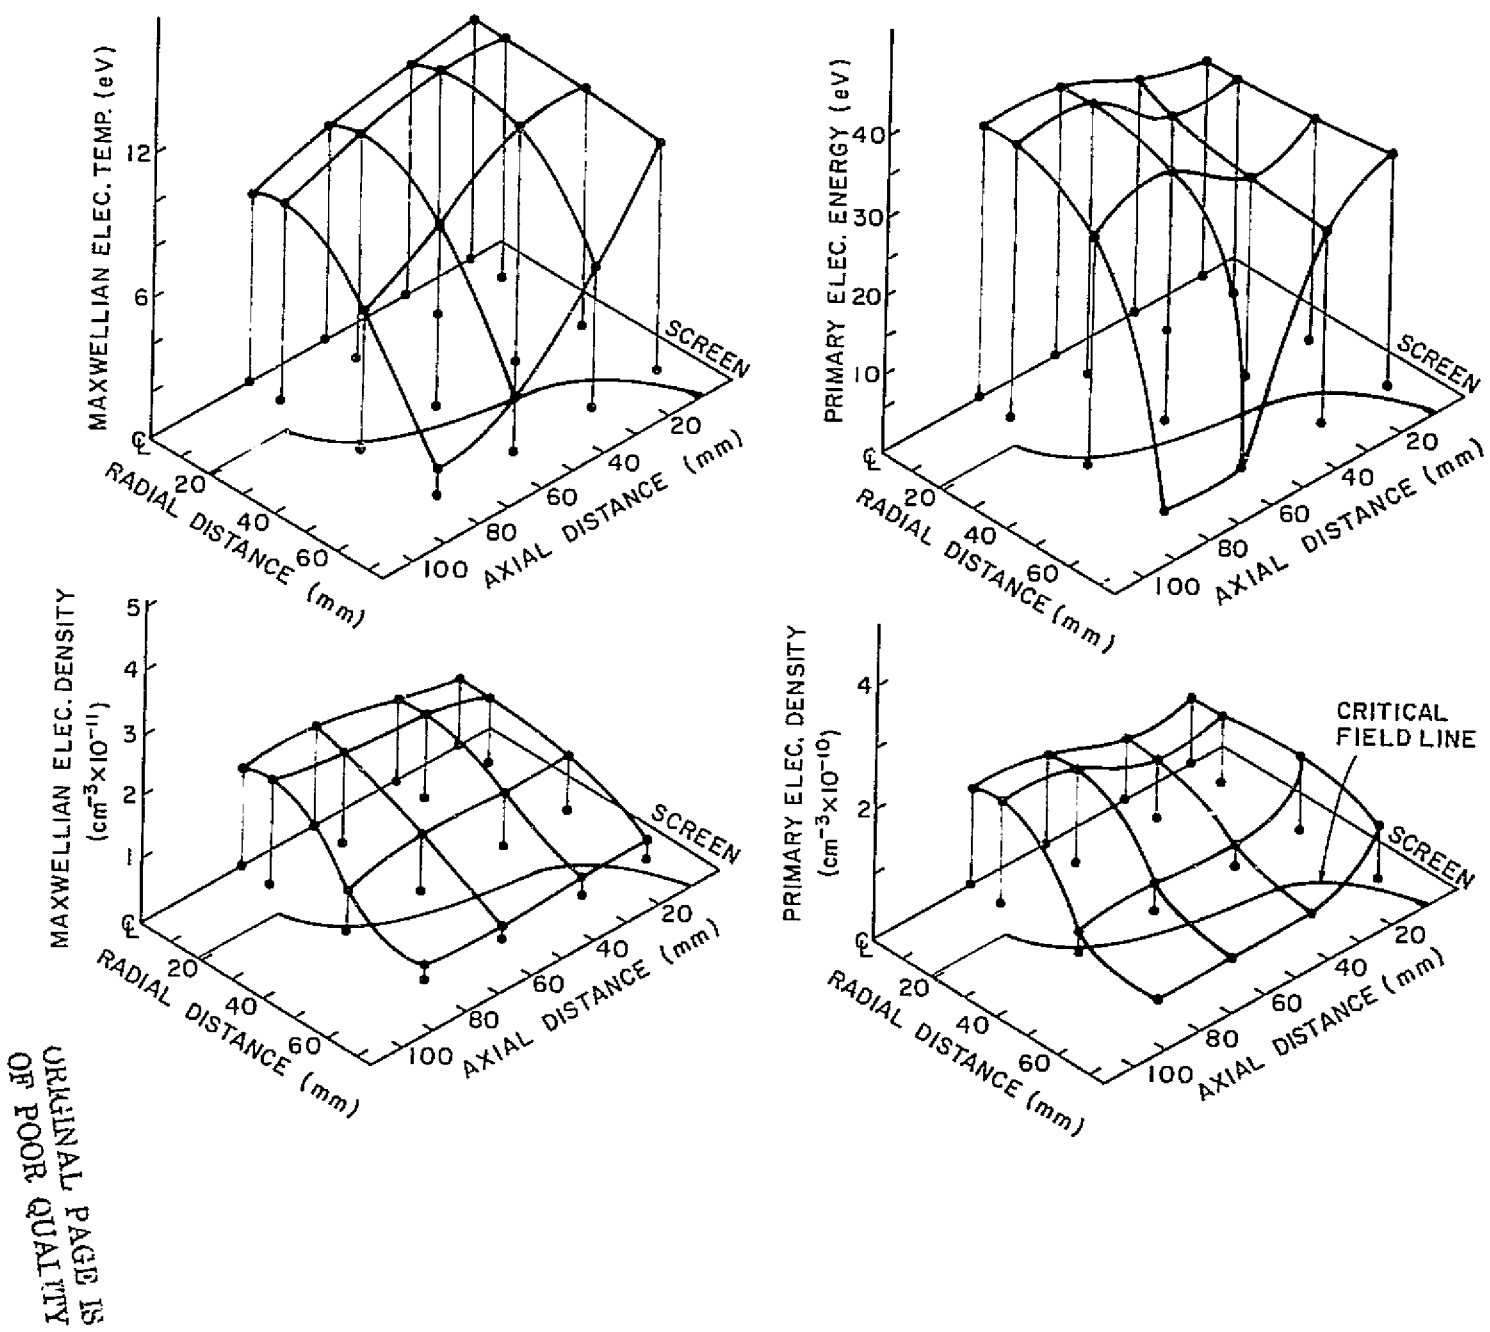 MAXWELLIAN ELEC. TEMP. (eV)
12
6
℄
RADIAL DISTANCE (mm)
20
40
60
AXIAL DISTANCE (mm)
100
80
60
40
20
SCREEN
PRIMARY ELEC. ENERGY (eV)
40
30
20
10
℄
RADIAL DISTANCE (mm)
20
40
60
AXIAL DISTANCE (mm)
100
80
60
40
20
SCREEN
MAXWELLIAN ELEC. DENSITY
(cm⁻³×10⁻¹¹)
5
4
3
2
1
℄
RADIAL DISTANCE (mm)
20
40
60
AXIAL DISTANCE (mm)
100
80
60
40
20
SCREEN
PRIMARY ELEC. DENSITY
(cm⁻³×10⁻¹⁰)
4
2
℄
RADIAL DISTANCE (mm)
20
40
60
AXIAL DISTANCE (mm)
100
80
60
40
20
SCREEN
CRITICAL
FIELD LINE
ORIGINAL PAGE IS
OF POOR QUALITY